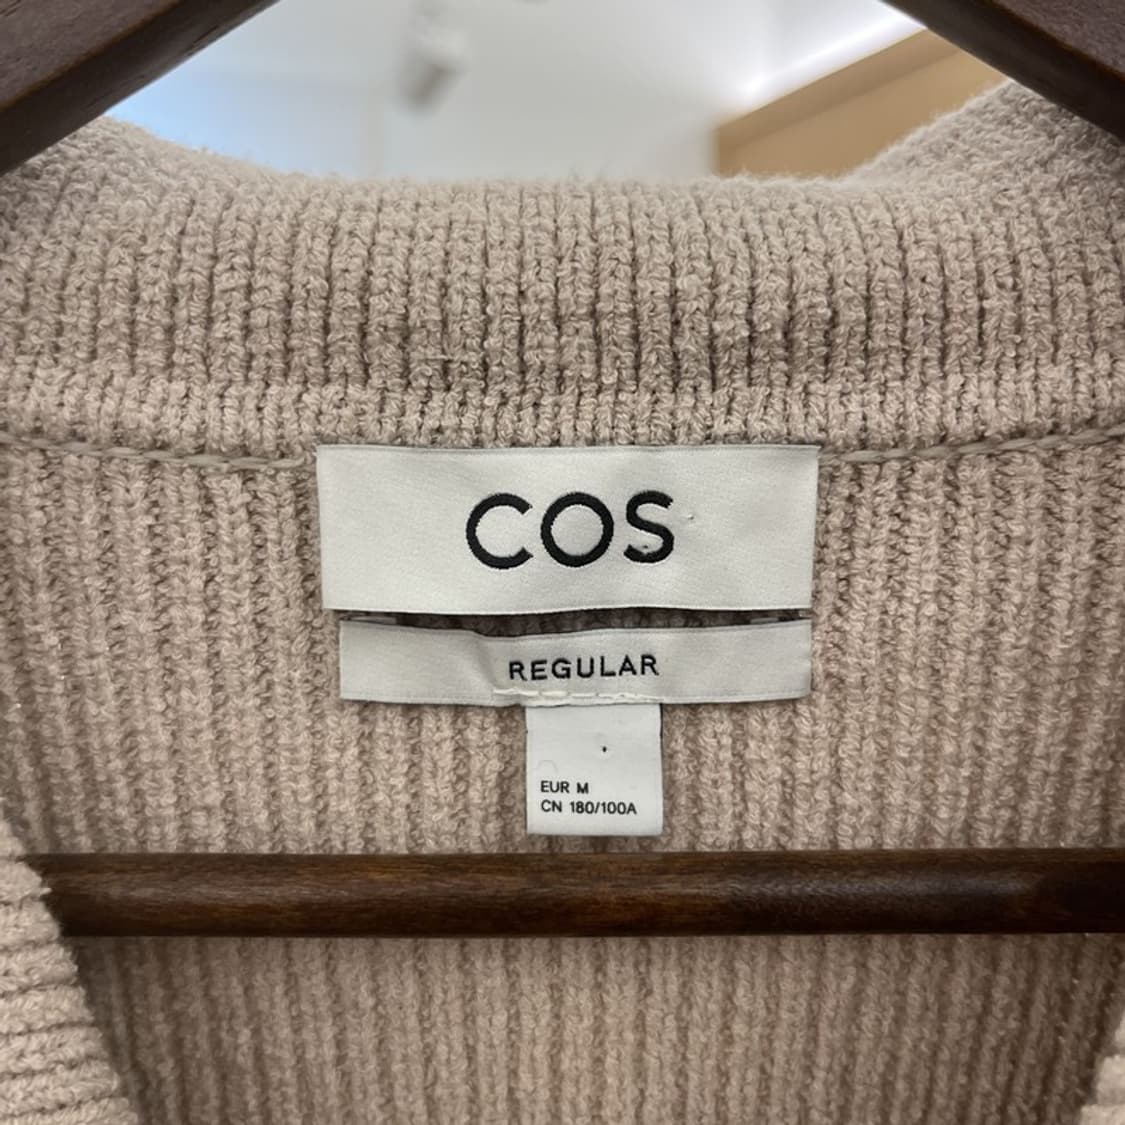 COS
REGULAR
EUR M
CN 180/100A